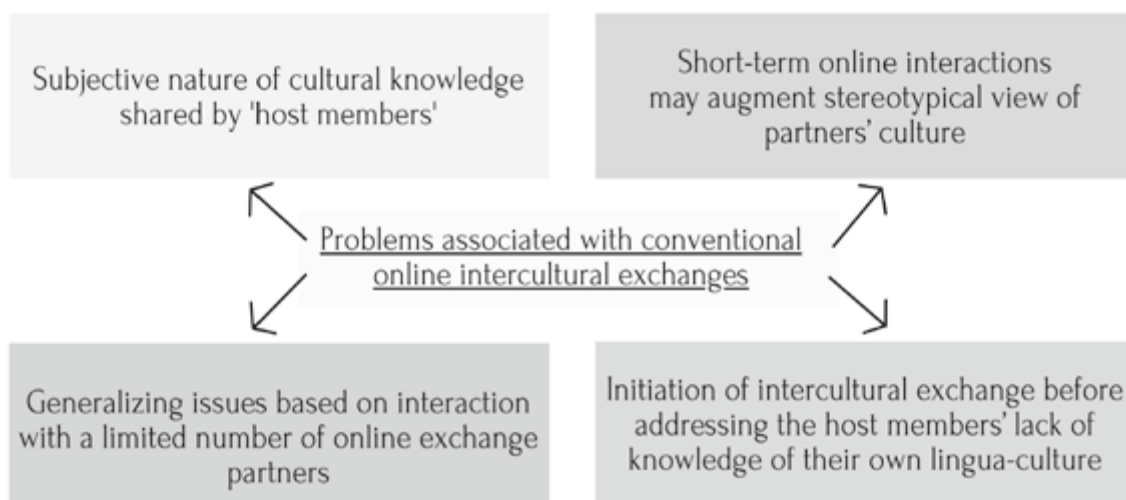 Subjective nature of cultural knowledge
shared by 'host members'
Short-term online interactions
may augment stereotypical view of
partners’ culture
Problems associated with conventional
online intercultural exchanges
Generalizing issues based on interaction
with a limited number of online exchange
partners
Initiation of intercultural exchange before
addressing the host members’ lack of
knowledge of their own lingua-culture